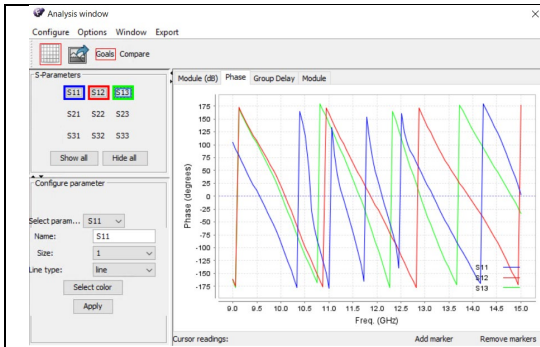 Analysis window
Configure Options Window Export
Goals Compare
S-Parameters
S11 S12 S13
S21 S22 S23
S31 S32 S33
Show all Hide all
Configure parameter
Select param... S11
Name: S11
Size: 1
Line type: line
Select color
Apply
Module (dB) Phase Group Delay Module
Phase (degrees)
175
150
125
100
75
50
25
0
-25
-50
-75
-100
-125
-150
-175
S11
S12
S13
9.0 9.5 10.0 10.5 11.0 11.5 12.0 12.5 13.0 13.5 14.0 14.5 15.0
Freq. (GHz)
Cursor readings: Add marker Remove markers